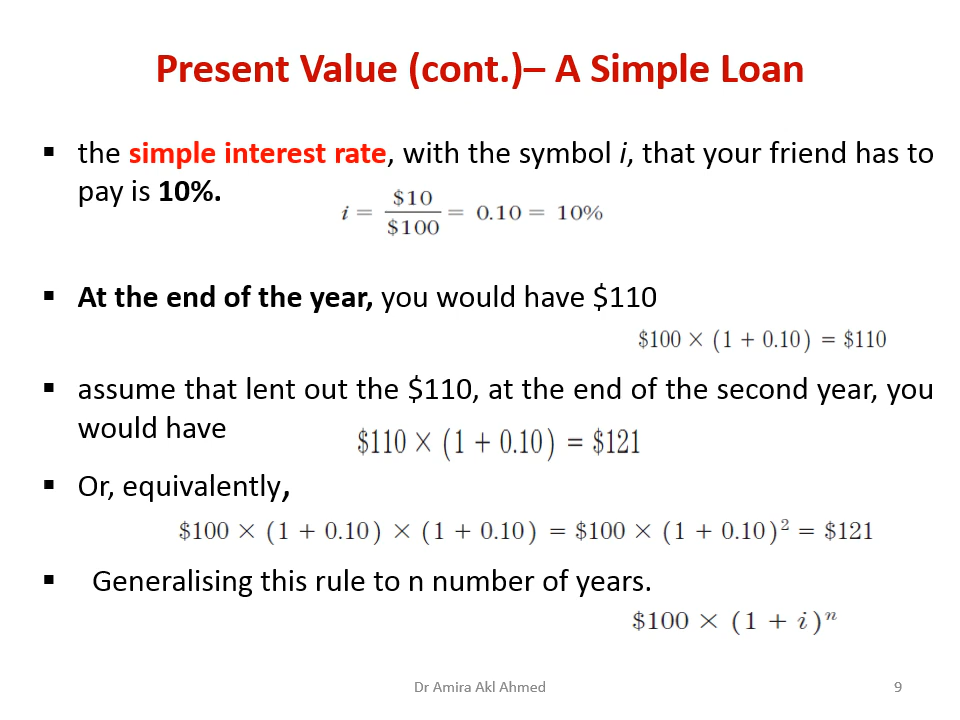 Present Value (cont.)– A Simple Loan
▪ the simple interest rate, with the symbol i, that your friend has to
pay is 10%.
i = $10/$100 = 0.10 = 10%
▪ At the end of the year, you would have $110
$100 × (1 + 0.10) = $110
▪ assume that lent out the $110, at the end of the second year, you
would have
$110 × (1 + 0.10) = $121
▪ Or, equivalently,
$100 × (1 + 0.10) × (1 + 0.10) = $100 × (1 + 0.10)² = $121
▪ Generalising this rule to n number of years.
$100 × (1 + i)ⁿ
Dr Amira Akl Ahmed
9